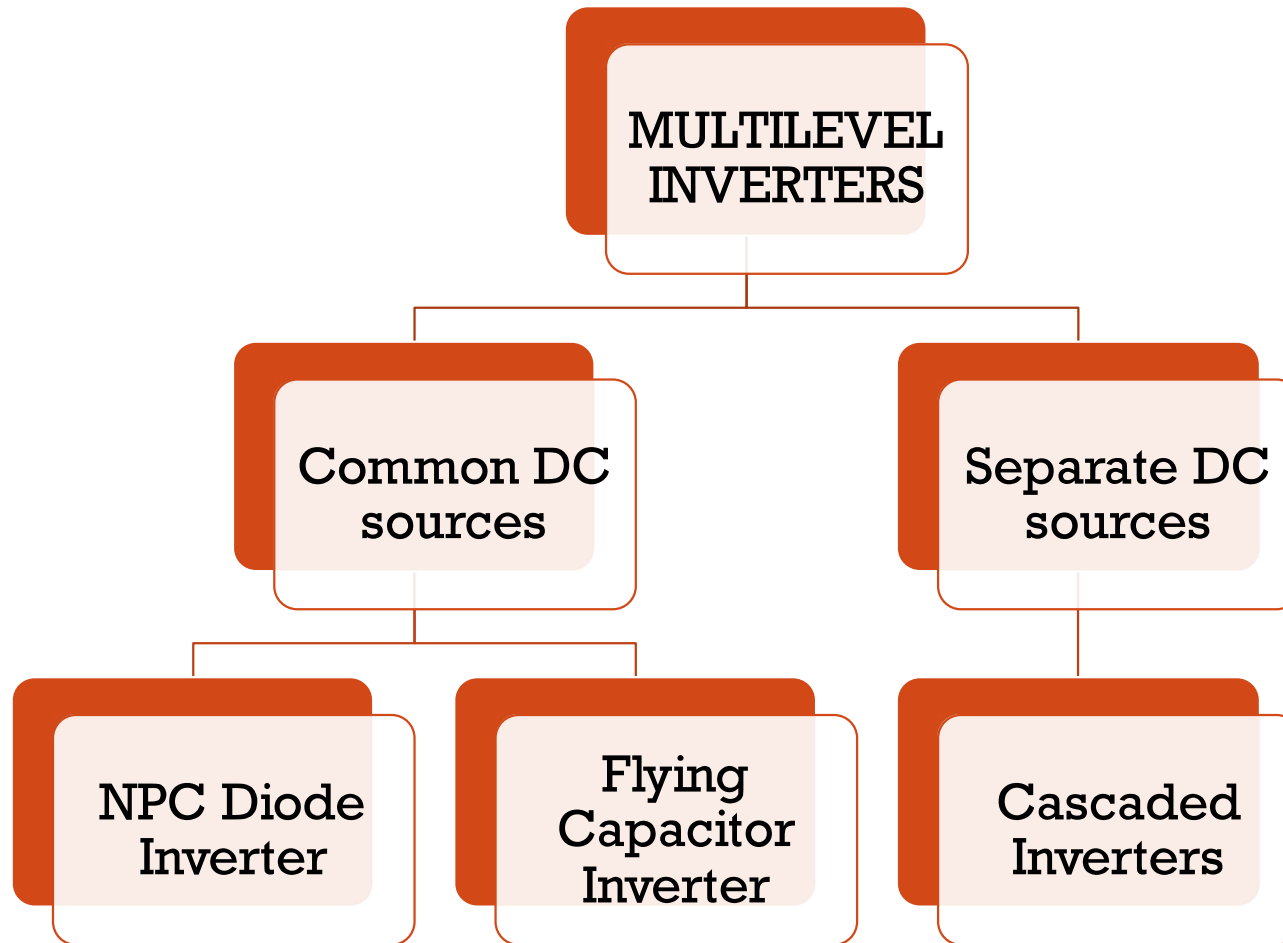 MULTILEVEL
INVERTERS
Common DC
sources
Separate DC
sources
NPC Diode
Inverter
Flying
Capacitor
Inverter
Cascaded
Inverters